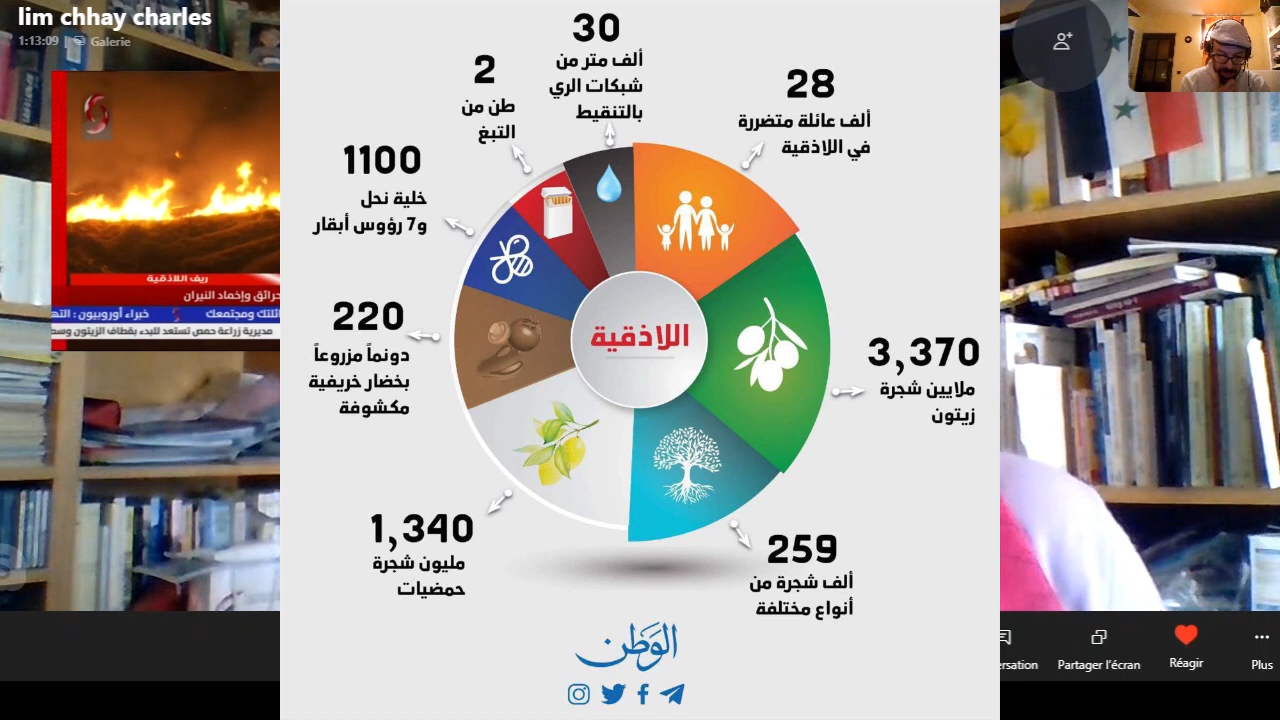 lim chhay charles
1:13:09 | Galerie
30
ألف متر من
شبكات الري
بالتنقيط
2
طن من
التبغ
28
ألف عائلة متضررة
في اللاذقية
1100
خلية نحل
و7 رؤوس أبقار
ريف اللاذقية
حرائق وإخماد النيران
ومجتمعك
خبراء أوروبيون :
مديرية زراعة حمص تستعد للبدء بقطاف الزيتون
220
دونماً مزروعاً
بخضار خريفية
مكشوفة
اللاذقية
3,370
ملايين شجرة
زيتون
1,340
مليون شجرة
حمضيات
259
ألف شجرة من
أنواع مختلفة
الوطن
Partager l'écran
Réagir
Plus